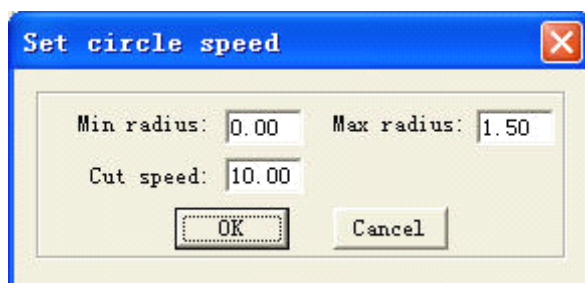 Set circle speed
Min radius: 0.00 Max radius: 1.50
Cut speed: 10.00
OK Cancel